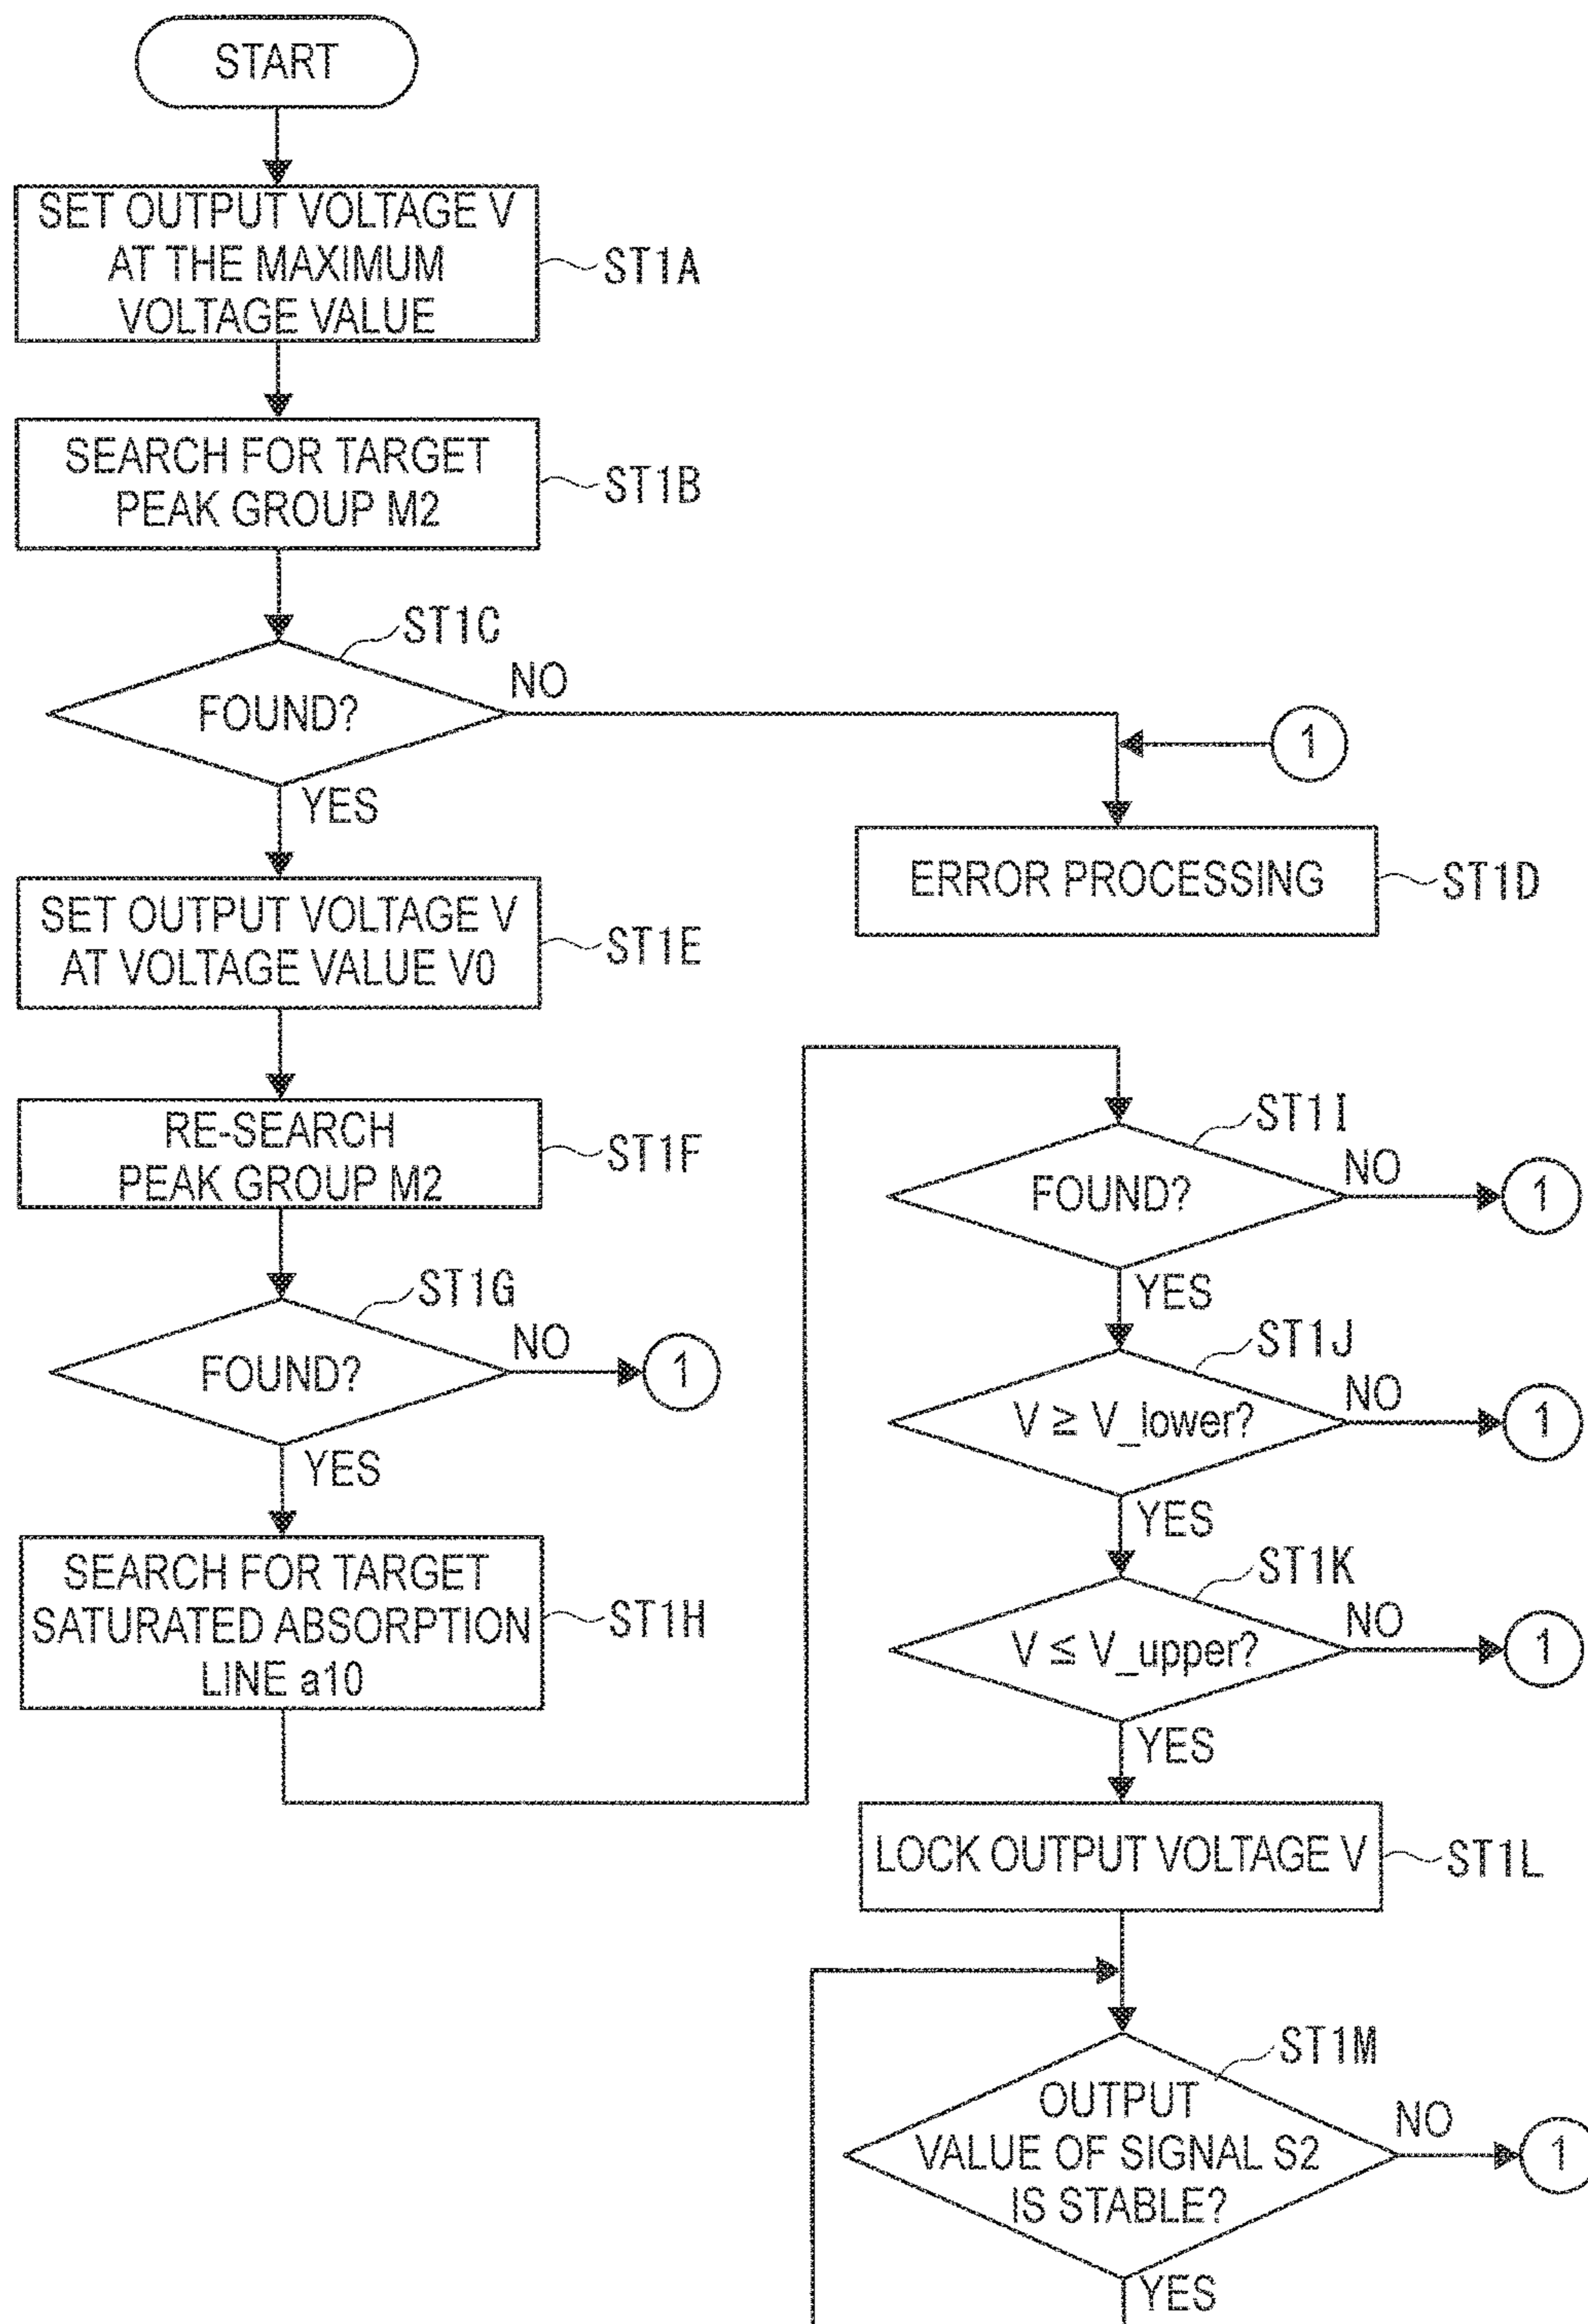 START
SET OUTPUT VOLTAGE V
AT THE MAXIMUM
VOLTAGE VALUE
ST1A
SEARCH FOR TARGET
PEAK GROUP M2
ST1B
ST1C
FOUND?
NO
YES
1
ERROR PROCESSING
ST1D
SET OUTPUT VOLTAGE V
AT VOLTAGE VALUE V0
ST1E
RE-SEARCH
PEAK GROUP M2
ST1F
ST1G
FOUND?
NO
1
YES
SEARCH FOR TARGET
SATURATED ABSORPTION
LINE a10
ST1H
ST1I
FOUND?
NO
1
YES
ST1J
V ≥ V_lower?
NO
1
YES
ST1K
V ≤ V_upper?
NO
1
YES
LOCK OUTPUT VOLTAGE V
ST1L
ST1M
OUTPUT
VALUE OF SIGNAL S2
IS STABLE?
NO
1
YES